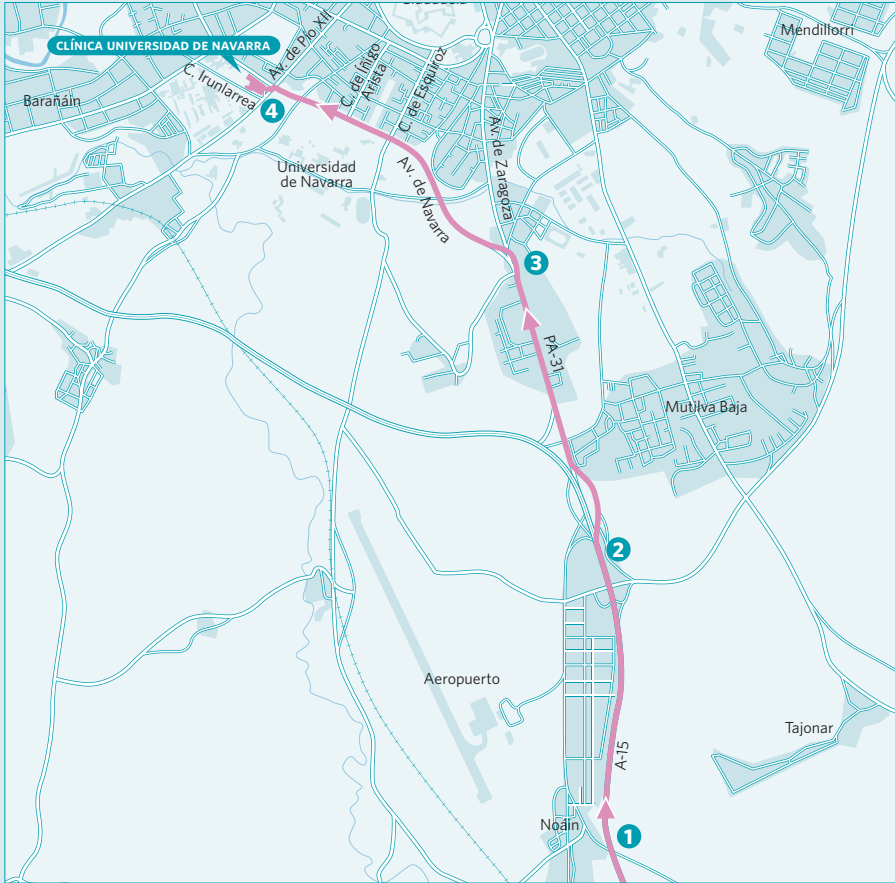 Mendillorri
CLÍNICA UNIVERSIDAD DE NAVARRA
Av. de Pío XII
C. Irunlarrea
C. de Íñigo
Arista
C. de Esquiroz
Barañáin
4
Av. de Zaragoza
Universidad
de Navarra
Av. de Navarra
3
PA-31
Mutilva Baja
2
Aeropuerto
Tajonar
A-15
Noáin
1